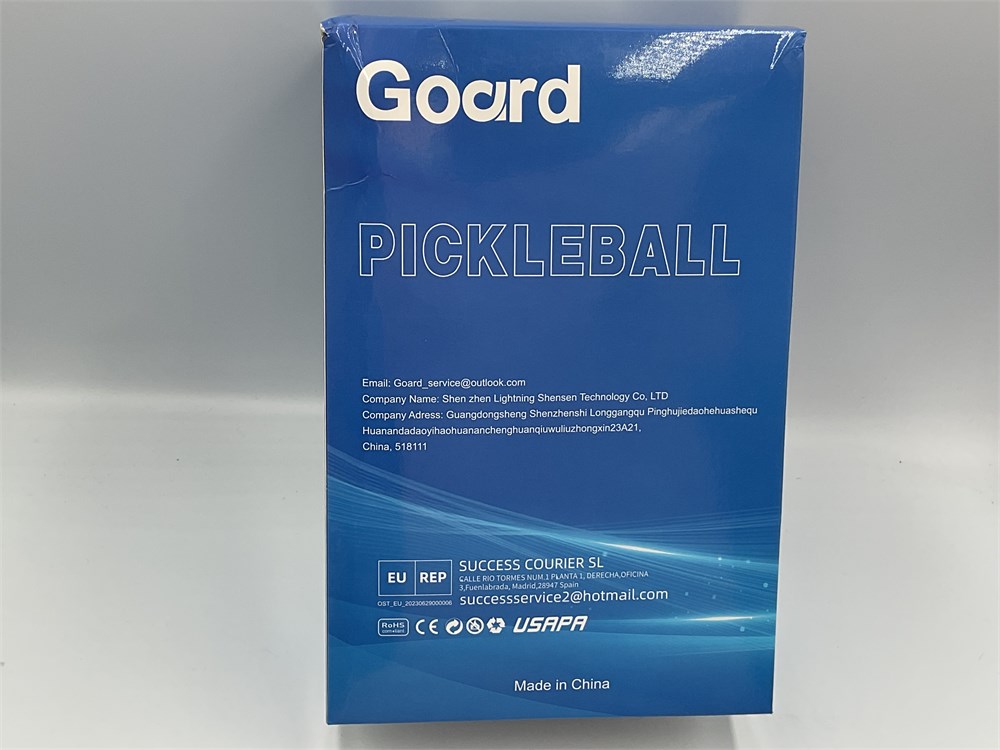 Goard
PICKLEBALL
Email: Goard_service@outlook.com
Company Name: Shen zhen Lightning Shensen Technology Co, LTD
Company Adress: Guangdongsheng Shenzhenshi Longgangqu Pinghujiedaohehuashequ
Huanandadaoyihaohuananchenghuanqiuwuliuzhongxin23A21,
China, 518111
EU REP
SUCCESS COURIER SL
CALLE RIO TORMES NUM.1 PLANTA 1, DERECHA,OFICINA
3,Fuenlabrada, Madrid,28947 Spain
OST_EU_20230629000006
successservice2@hotmail.com
RoHS
compliant
CE
USAPA
Made in China